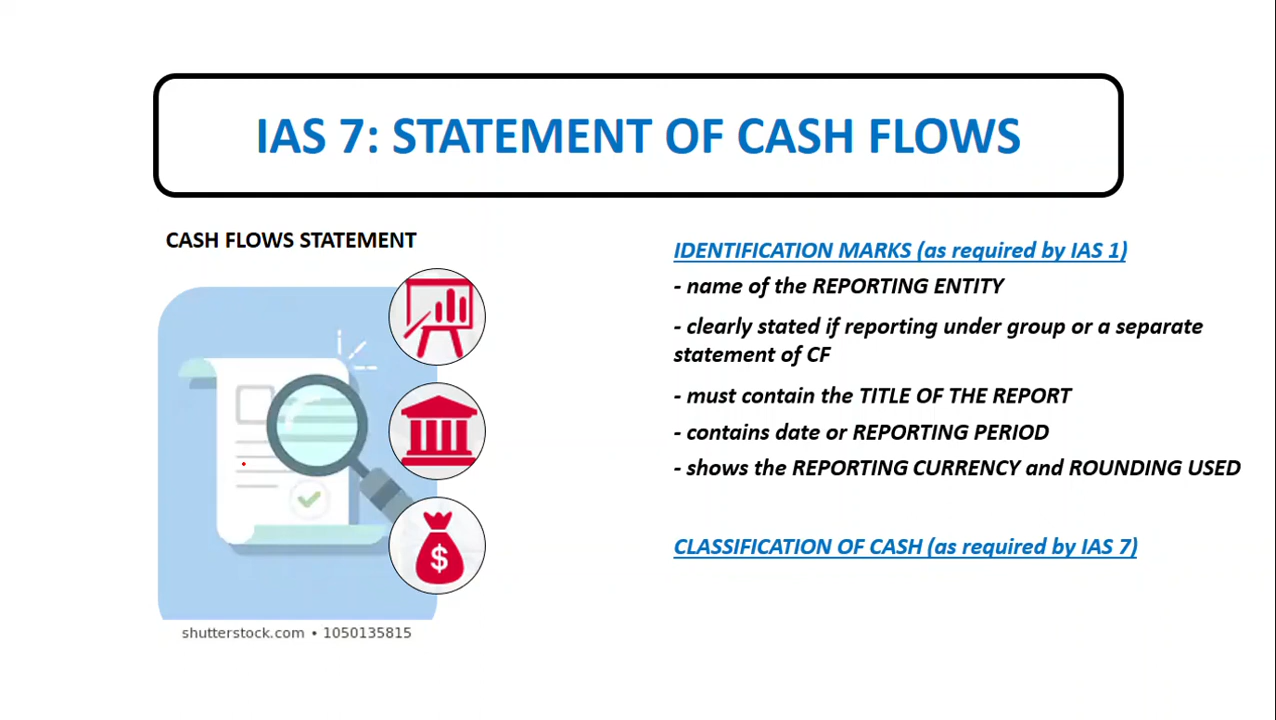 IAS 7: STATEMENT OF CASH FLOWS
CASH FLOWS STATEMENT
$
shutterstock.com • 1050135815
IDENTIFICATION MARKS (as required by IAS 1)
- name of the REPORTING ENTITY
- clearly stated if reporting under group or a separate
statement of CF
- must contain the TITLE OF THE REPORT
- contains date or REPORTING PERIOD
- shows the REPORTING CURRENCY and ROUNDING USED
CLASSIFICATION OF CASH (as required by IAS 7)